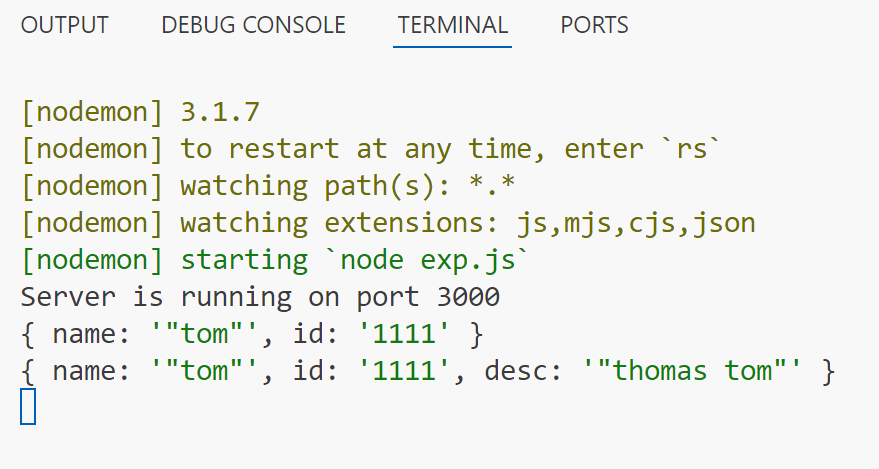 OUTPUT DEBUG CONSOLE TERMINAL PORTS
[nodemon] 3.1.7
[nodemon] to restart at any time, enter `rs`
[nodemon] watching path(s): *.*
[nodemon] watching extensions: js,mjs,cjs,json
[nodemon] starting `node exp.js`
Server is running on port 3000
{ name: '"tom"', id: '1111' }
{ name: '"tom"', id: '1111', desc: '"thomas tom"' }